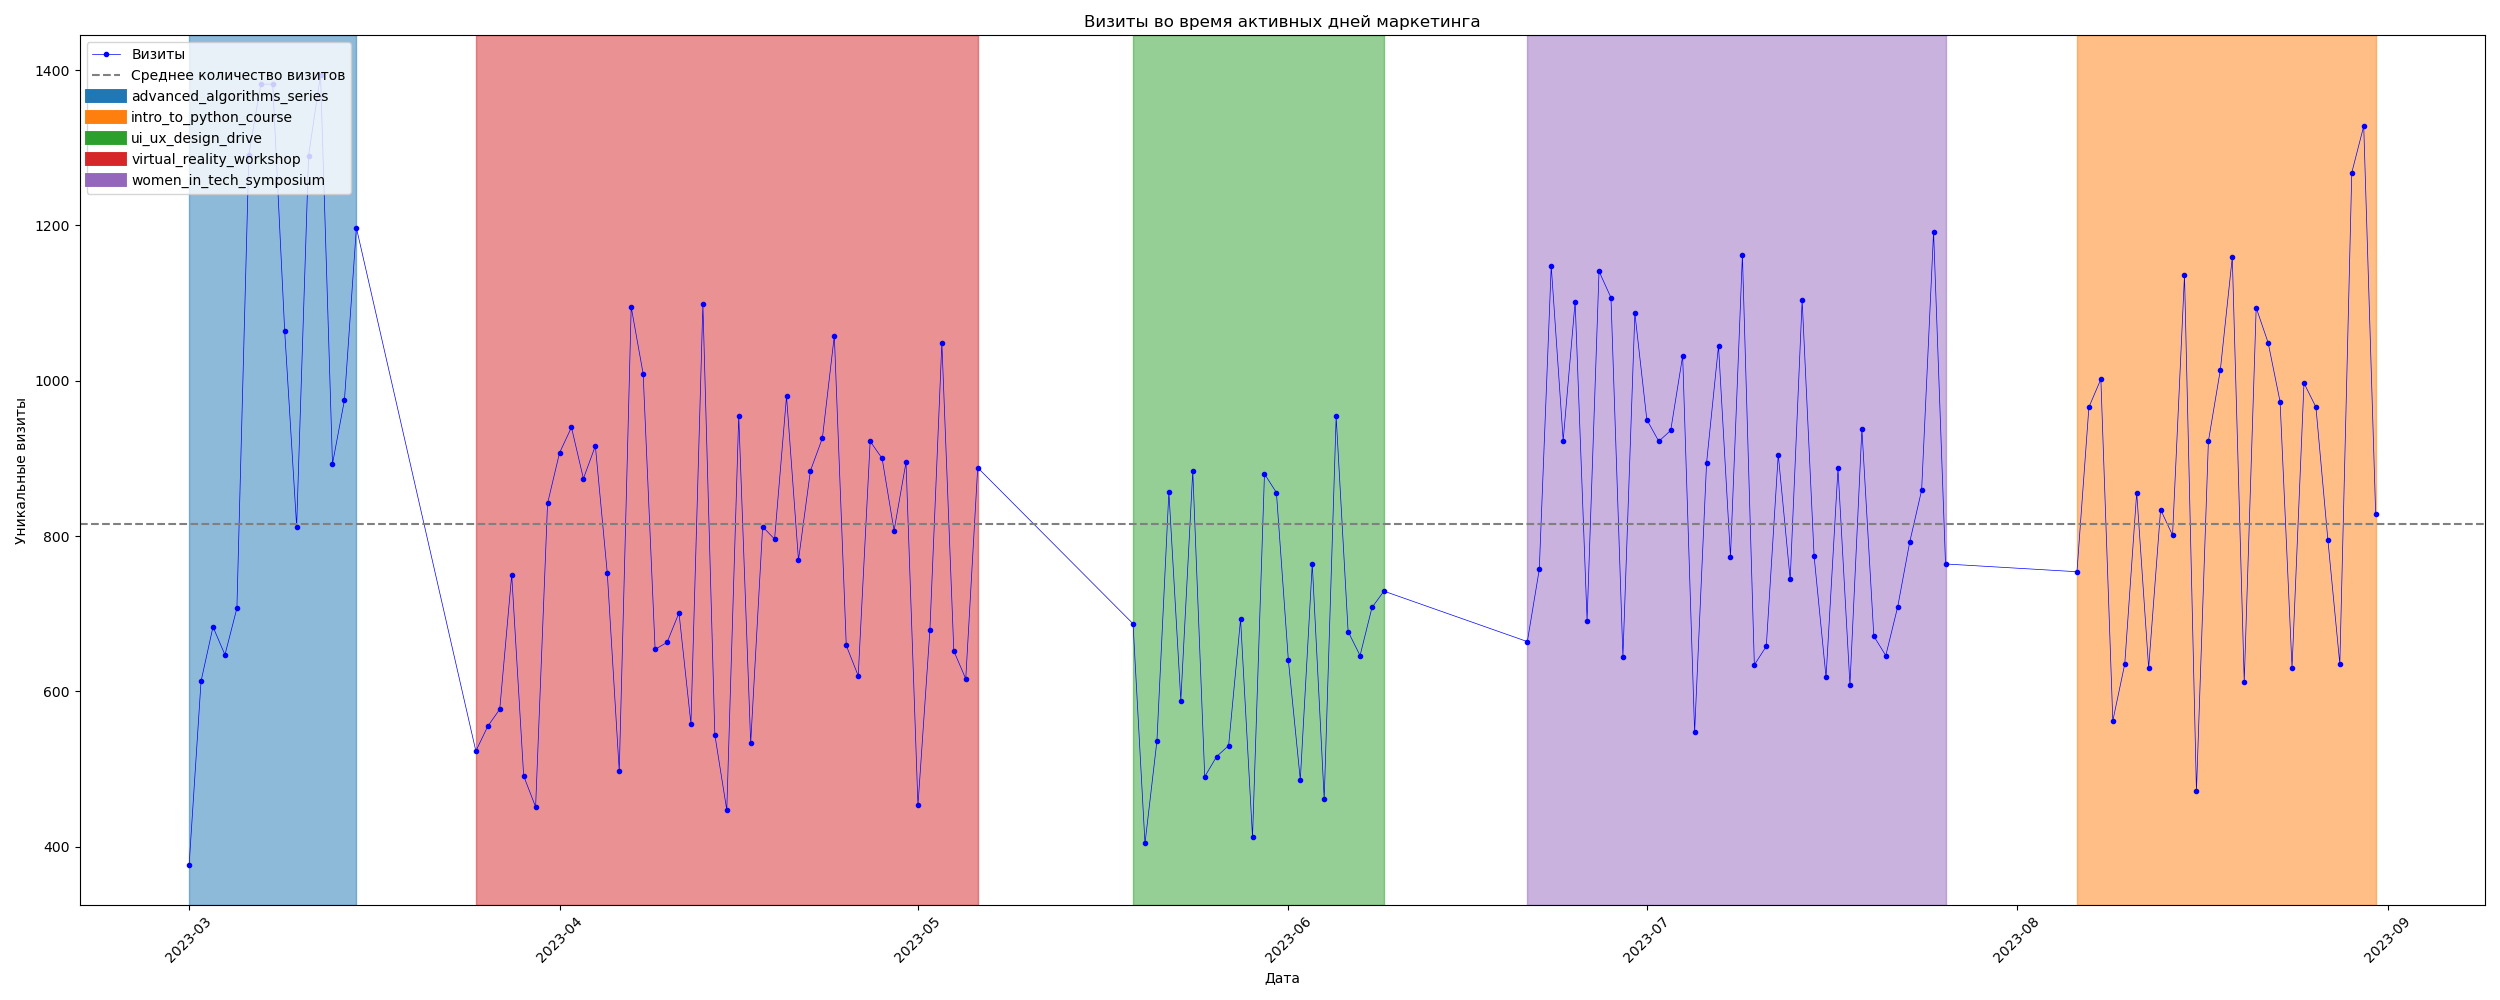 Визиты во время активных дней маркетинга
Визиты
Среднее количество визитов
advanced_algorithms_series
intro_to_python_course
ui_ux_design_drive
virtual_reality_workshop
women_in_tech_symposium
Уникальные визиты
1400
1200
1000
800
600
400
2023-03
2023-04
2023-05
2023-06
2023-07
2023-08
2023-09
Дата